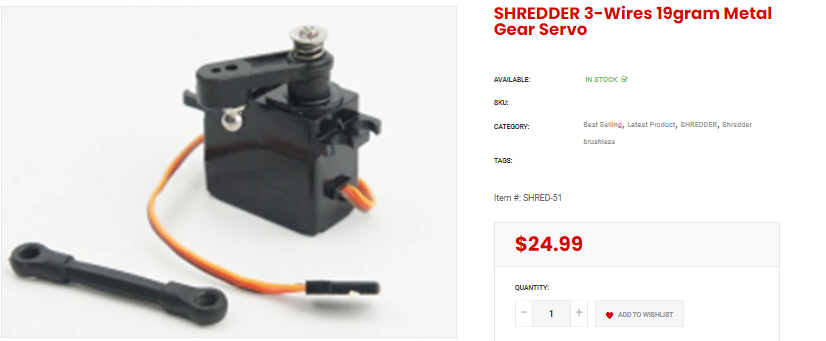 SHREDDER 3-Wires 19gram Metal
Gear Servo
AVAILABLE: IN STOCK
SKU:
CATEGORY: Best Selling, Latest Product, SHREDDER, Shredder
brushless
TAGS:
Item #: SHRED-51
$24.99
QUANTITY:
- 1 + ADD TO WISHLIST